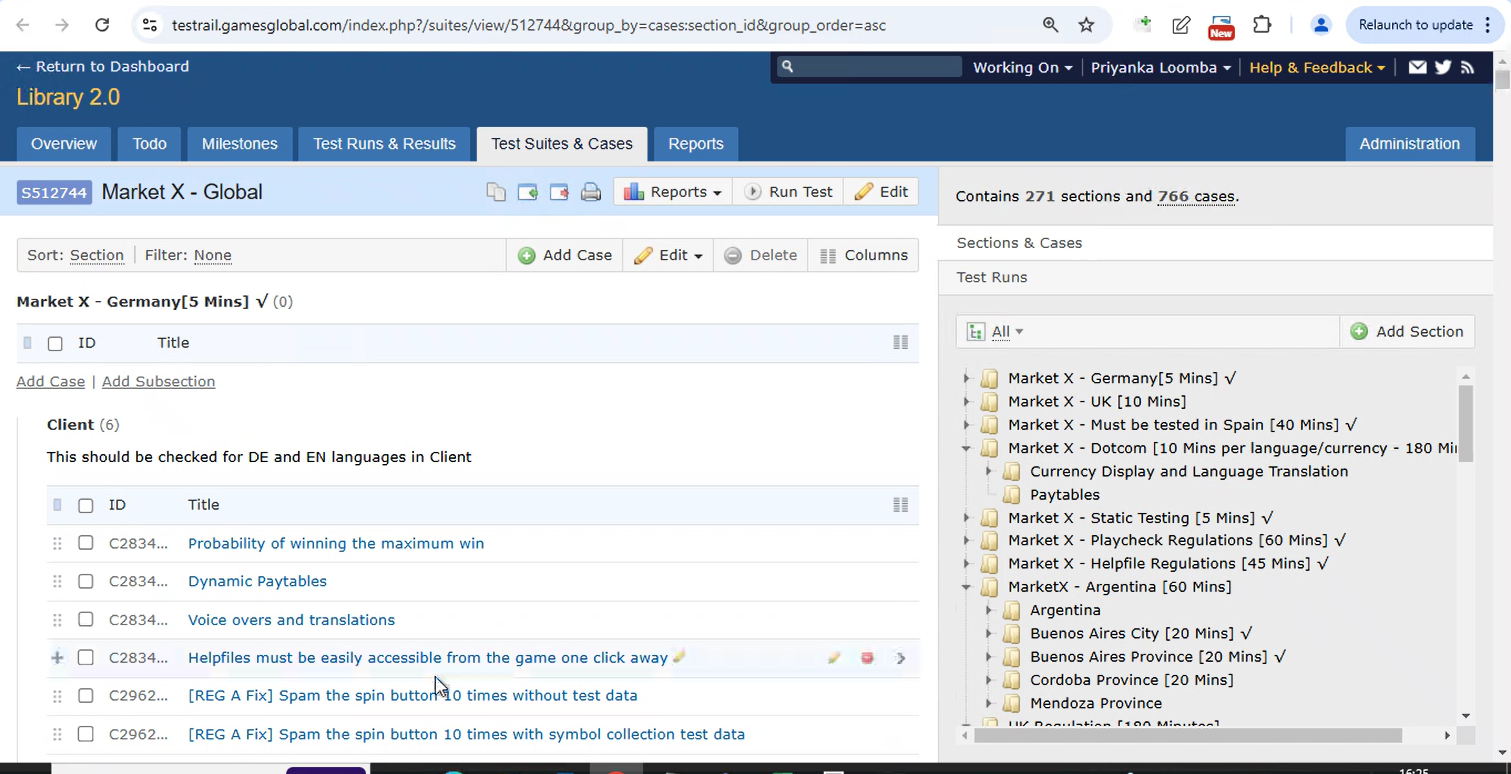 testrail.gamesglobal.com/index.php?/suites/view/512744&group_by=cases:section_id&group_order=asc
New
Relaunch to update
← Return to Dashboard
Working On
Priyanka Loomba
Help & Feedback
Library 2.0
Overview
Todo
Milestones
Test Runs & Results
Test Suites & Cases
Reports
Administration
S512744 Market X - Global
Reports
Run Test
Edit
Contains 271 sections and 766 cases.
Sort: Section
Filter: None
Add Case
Edit
Delete
Columns
Sections & Cases
Test Runs
Market X - Germany[5 Mins] √ (0)
ID
Title
Add Case | Add Subsection
Client (6)
This should be checked for DE and EN languages in Client
ID
Title
C2834... Probability of winning the maximum win
C2834... Dynamic Paytables
C2834... Voice overs and translations
C2834... Helpfiles must be easily accessible from the game one click away
C2962... [REG A Fix] Spam the spin button 10 times without test data
C2962... [REG A Fix] Spam the spin button 10 times with symbol collection test data
All
Add Section
Market X - Germany[5 Mins] √
Market X - UK [10 Mins]
Market X - Must be tested in Spain [40 Mins] √
Market X - Dotcom [10 Mins per language/currency - 180 Mi
Currency Display and Language Translation
Paytables
Market X - Static Testing [5 Mins] √
Market X - Playcheck Regulations [60 Mins] √
Market X - Helpfile Regulations [45 Mins] √
MarketX - Argentina [60 Mins]
Argentina
Buenos Aires City [20 Mins] √
Buenos Aires Province [20 Mins] √
Cordoba Province [20 Mins]
Mendoza Province
UK Regulation [180 Minutes]
16:25